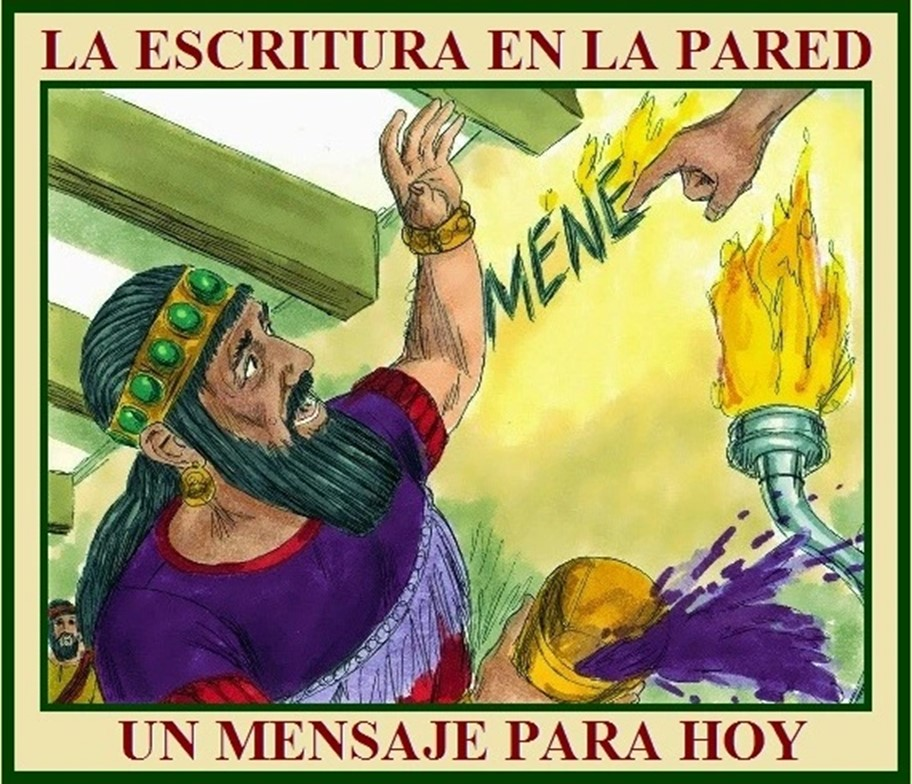 LA ESCRITURA EN LA PARED
MENE
UN MENSAJE PARA HOY